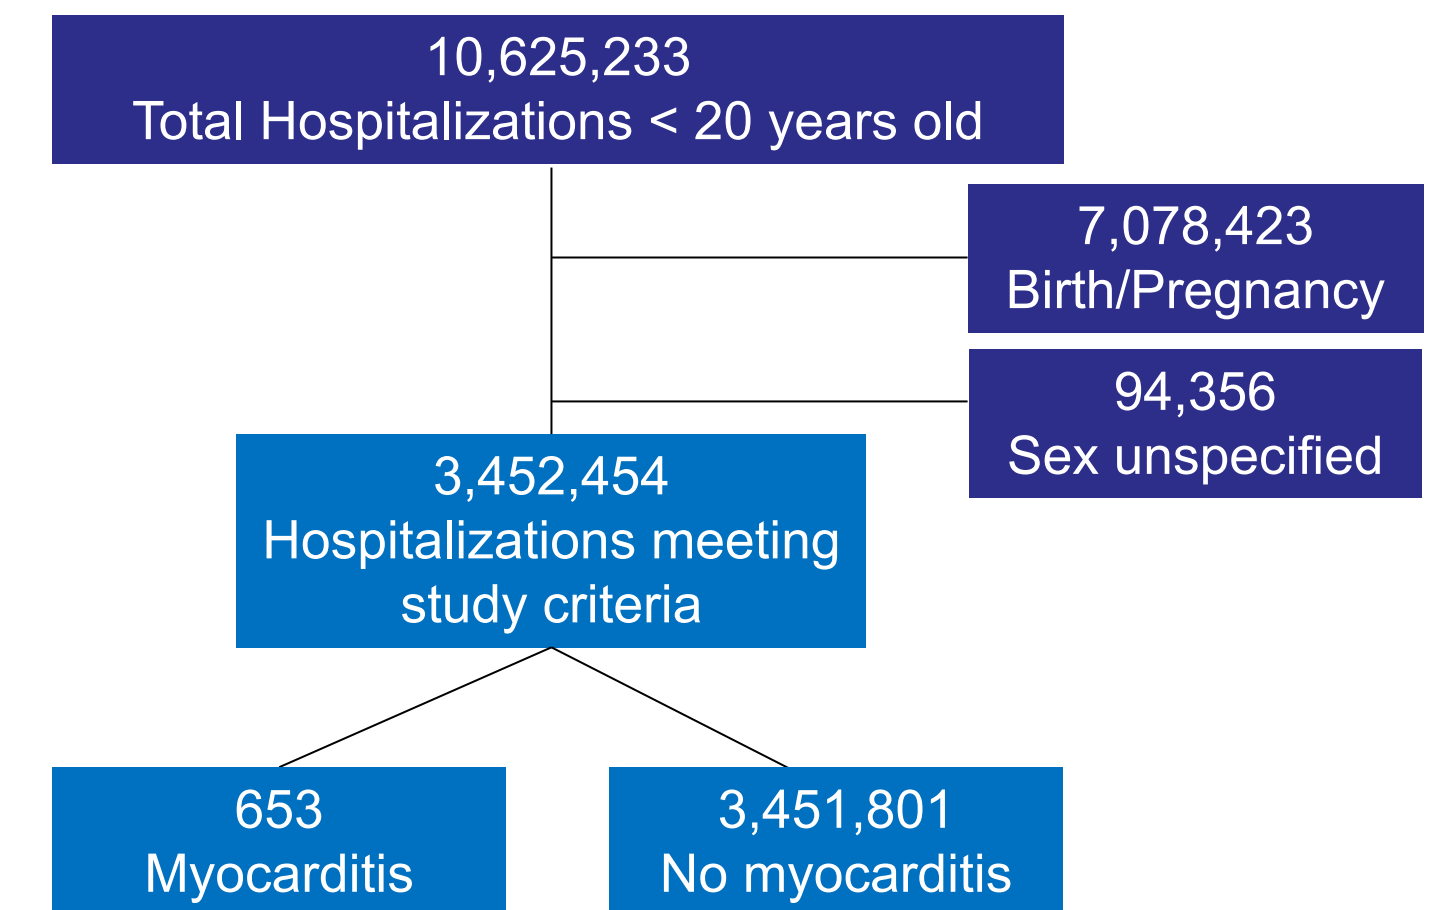 10,625,233
Total Hospitalizations < 20 years old
7,078,423
Birth/Pregnancy
94,356
Sex unspecified
3,452,454
Hospitalizations meeting
study criteria
653
Myocarditis
3,451,801
No myocarditis